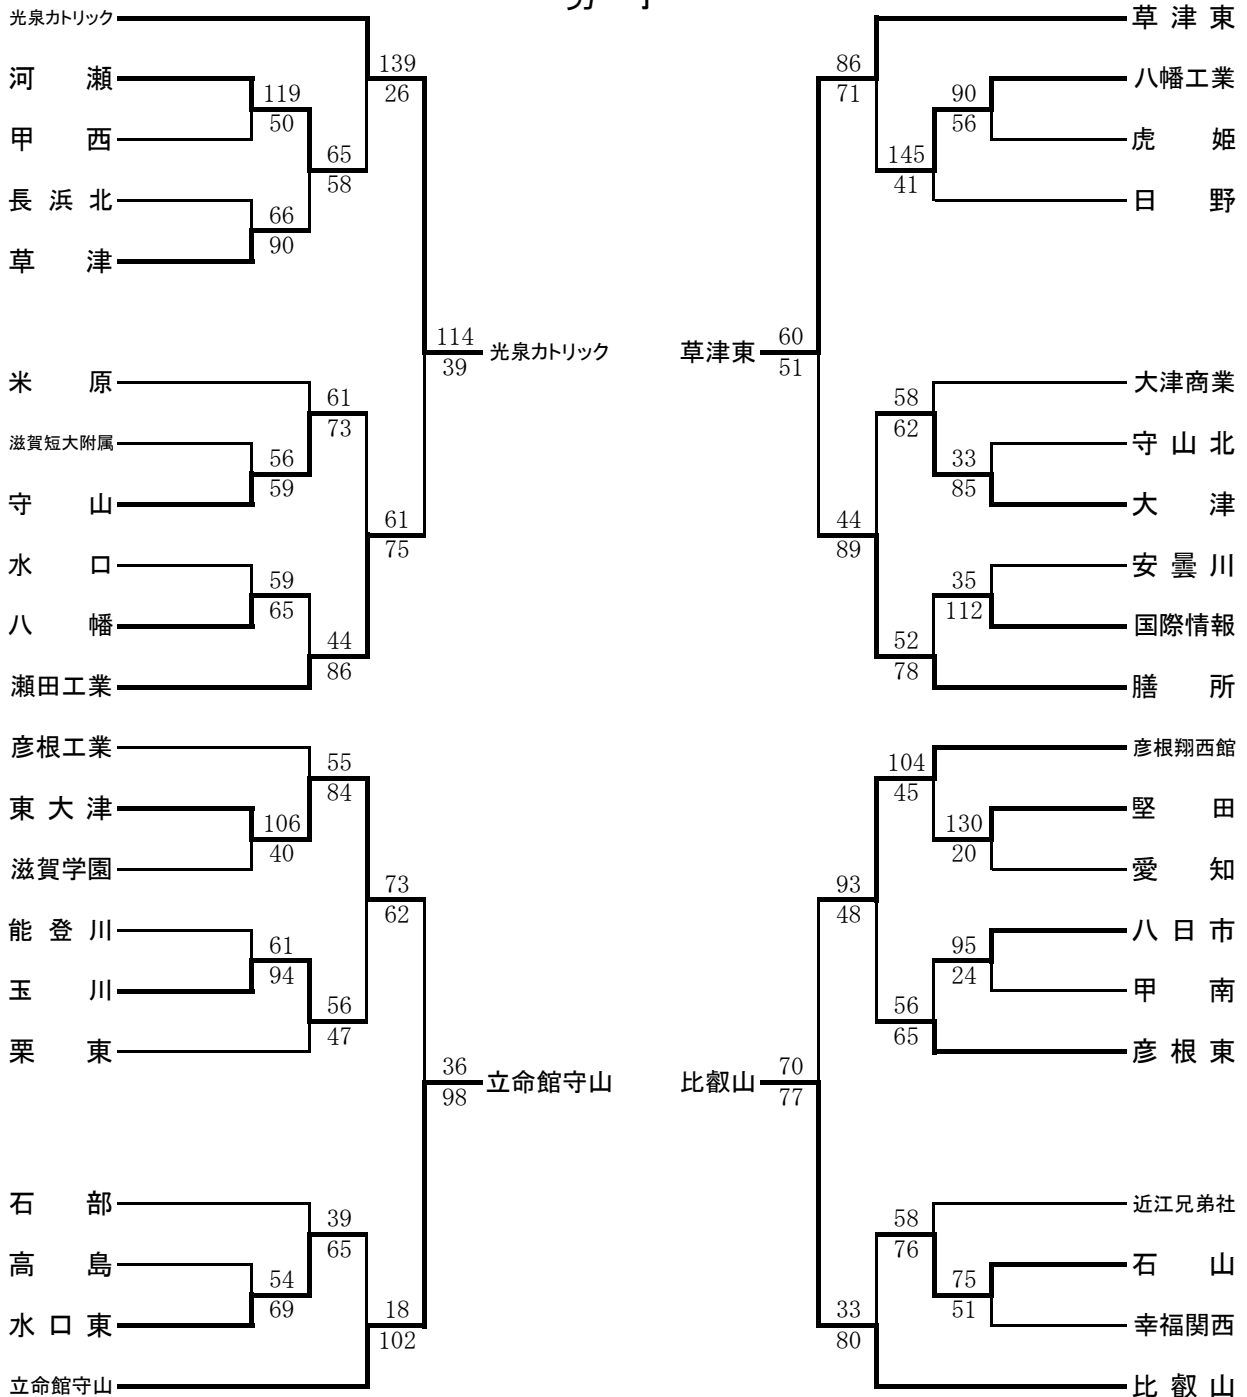 光泉カトリック
河瀬
甲西
長浜北
草津
米原
滋賀短大附属
守山
水口
八幡
瀬田工業
彦根工業
東大津
滋賀学園
能登川
玉川
栗東
石部
高島
水口東
立命館守山
119
50
66
90
56
59
59
65
106
40
61
94
54
69
65
58
61
73
44
86
55
84
56
47
39
65
139
26
61
75
73
62
18
102
114
39
光泉カトリック
36
98
立命館守山
草津東
60
51
比叡山
70
77
86
71
44
89
93
48
33
80
145
41
58
62
52
78
104
45
56
65
58
76
90
56
33
85
35
112
130
20
95
24
75
51
草津東
八幡工業
虎姫
日野
大津商業
守山北
大津
安曇川
国際情報
膳所
彦根翔西館
堅田
愛知
八日市
甲南
彦根東
近江兄弟社
石山
幸福関西
比叡山